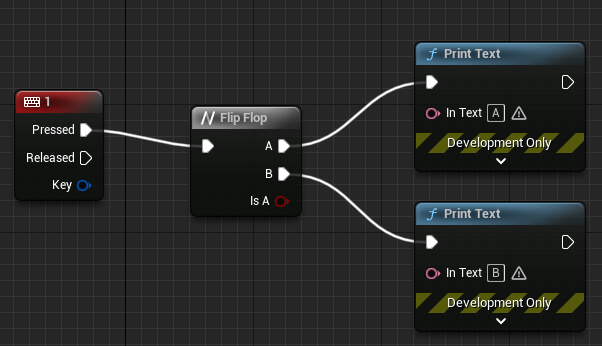 1
Pressed
Released
Key
Flip Flop
A
B
Is A
Print Text
In Text A
Development Only
Print Text
In Text B
Development Only